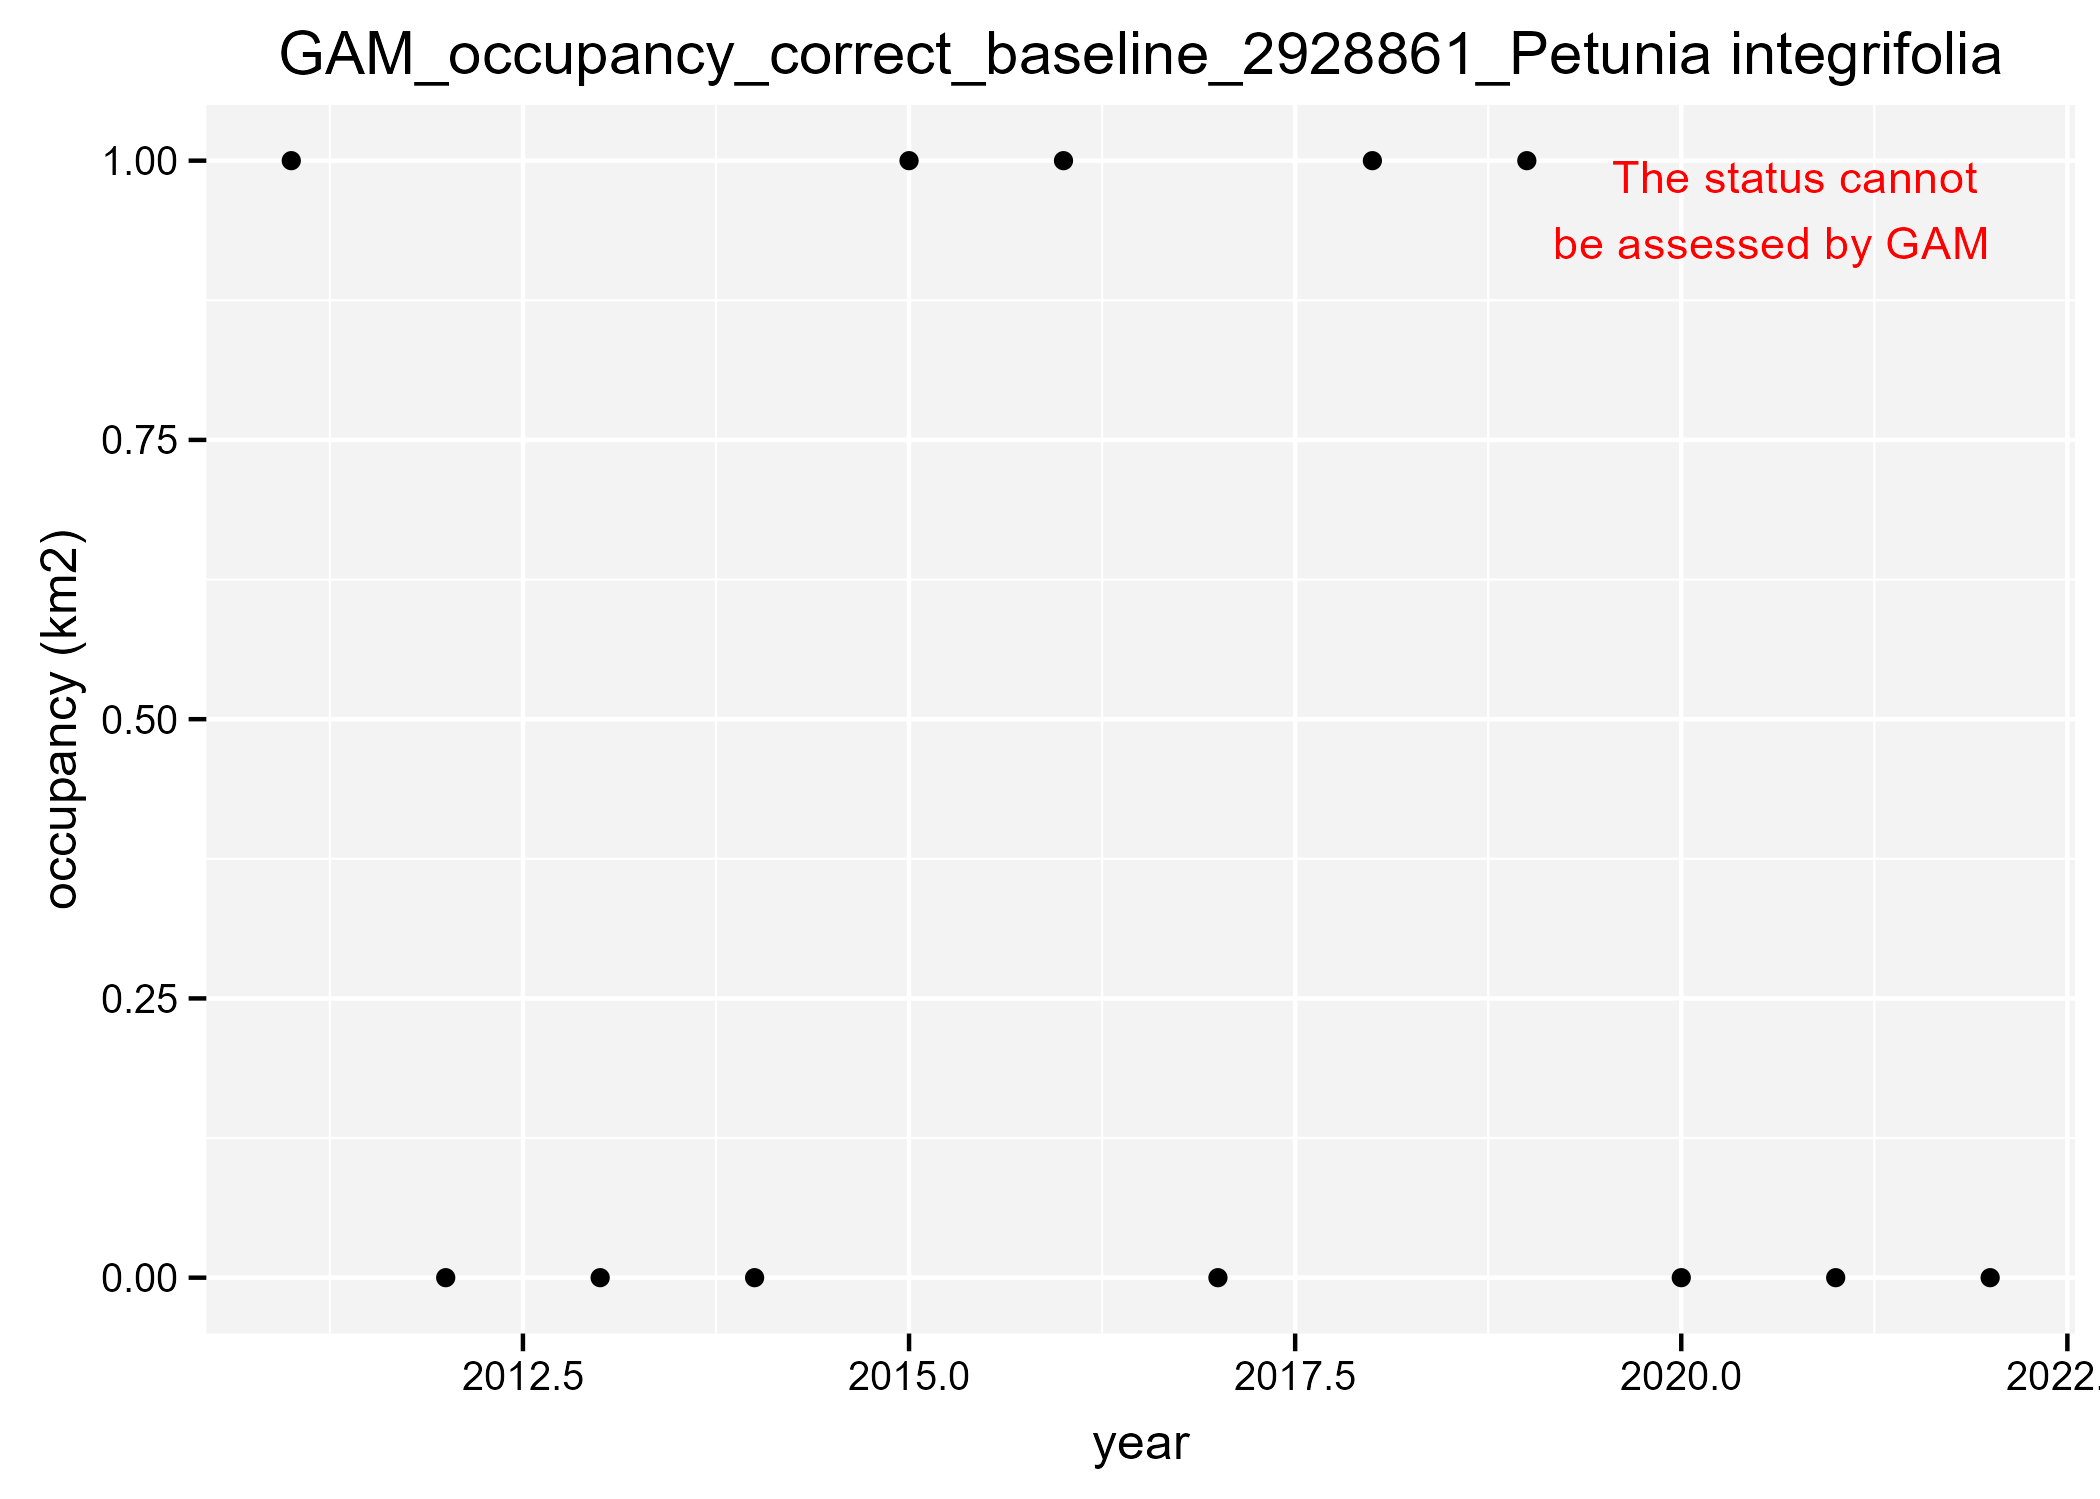 GAM_occupancy_correct_baseline_2928861_Petunia integrifolia
1.00
The status cannot
be assessed by GAM
0.75
occupancy (km2)
0.50
0.25
0.00
2012.5 2015.0 2017.5 2020.0 2022.
year